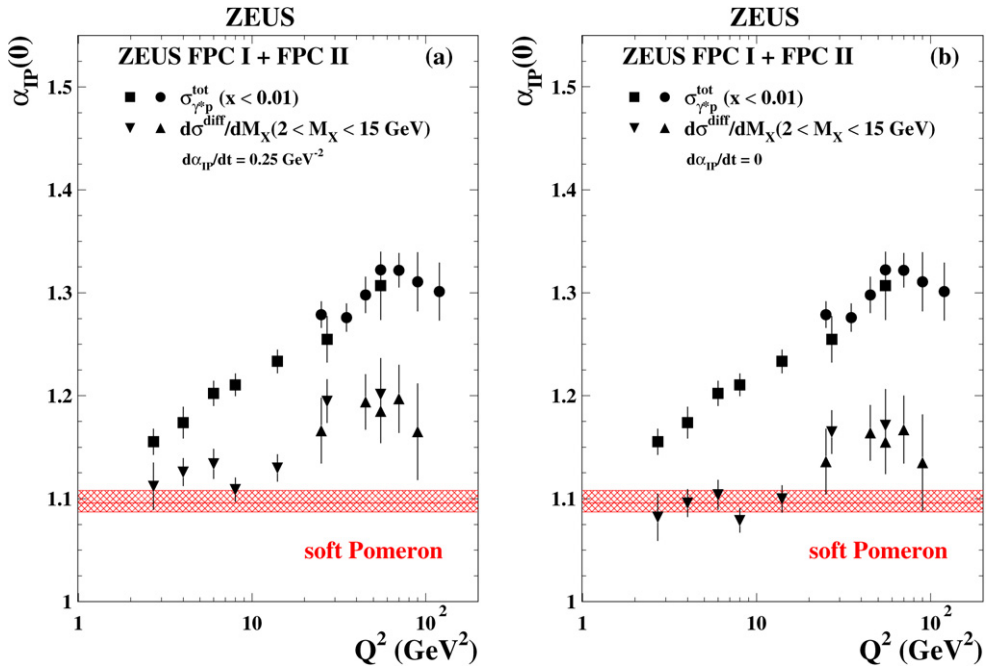 ZEUS
ZEUS FPC I + FPC II (a)
σ^tot_γ*p (x < 0.01)
dσ^diff/dM_X(2 < M_X < 15 GeV)
dα_IP/dt = 0.25 GeV^-2
α_IP(0)
1.5
1.4
1.3
1.2
1.1
1
soft Pomeron
1 10 10^2
Q^2 (GeV^2)
ZEUS
ZEUS FPC I + FPC II (b)
σ^tot_γ*p (x < 0.01)
dσ^diff/dM_X(2 < M_X < 15 GeV)
dα_IP/dt = 0
α_IP(0)
1.5
1.4
1.3
1.2
1.1
1
soft Pomeron
1 10 10^2
Q^2 (GeV^2)